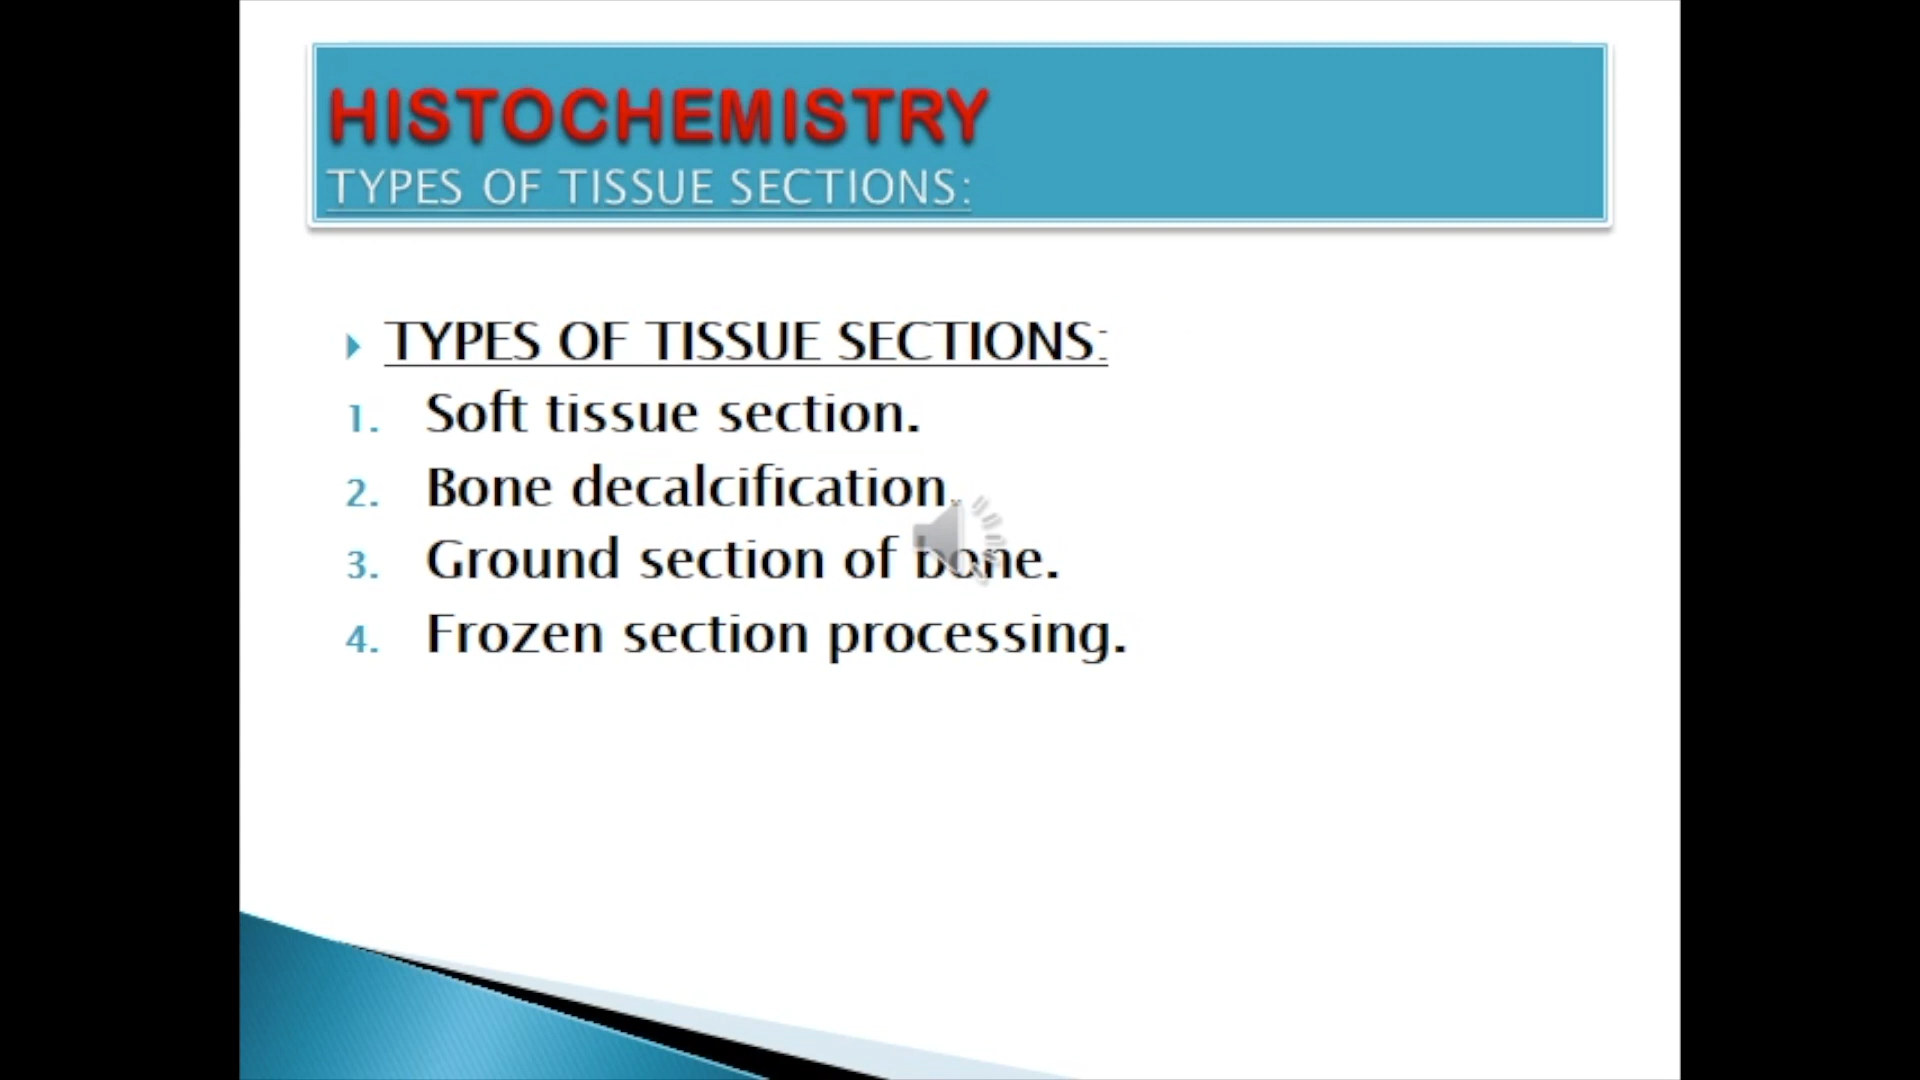 HISTOCHEMISTRY
TYPES OF TISSUE SECTIONS:
TYPES OF TISSUE SECTIONS:
1. Soft tissue section.
2. Bone decalcification.
3. Ground section of bone.
4. Frozen section processing.